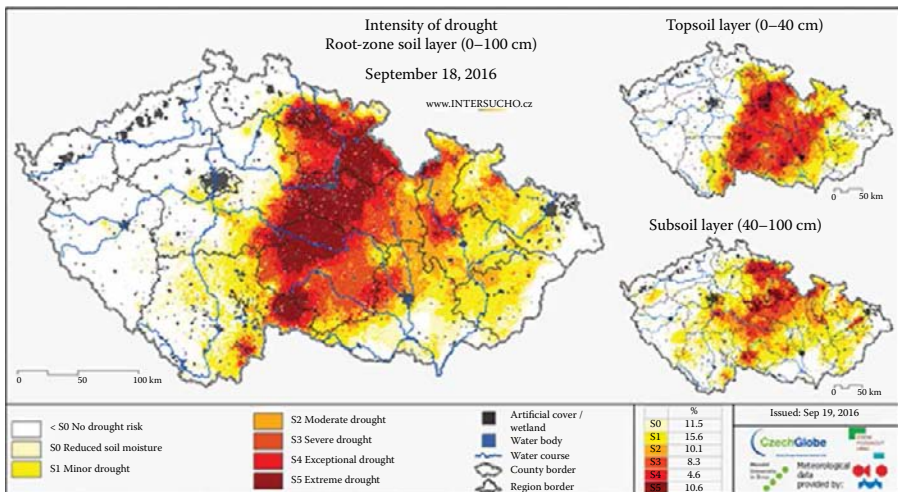 Intensity of drought
Root-zone soil layer (0–100 cm)
September 18, 2016
www.INTERSUCHO.cz
Topsoil layer (0–40 cm)
0 50 km
Subsoil layer (40–100 cm)
0 50 km
0 50 100 km
< S0 No drought risk
S0 Reduced soil moisture
S1 Minor drought
S2 Moderate drought
S3 Severe drought
S4 Exceptional drought
S5 Extreme drought
Artificial cover /
wetland
Water body
Water course
County border
Region border
%
S0 11.5
S1 15.6
S2 10.1
S3 8.3
S4 4.6
S5 10.6
Issued: Sep 19, 2016
CzechGlobe
Mendel
University
in Brno
Meteorological
data
provided by: